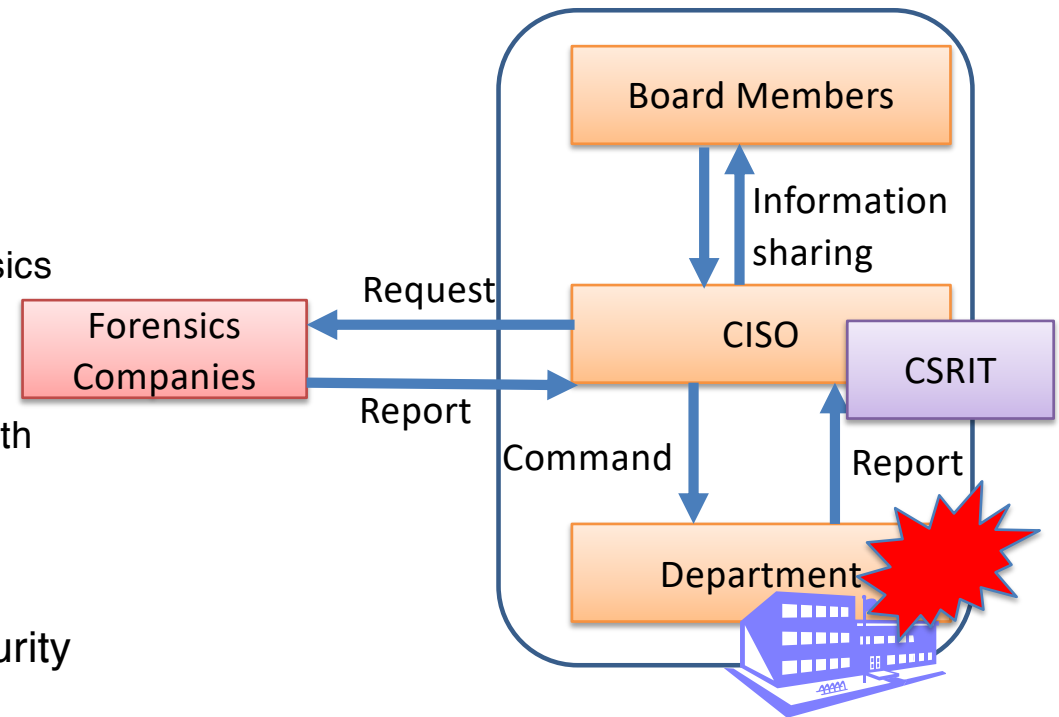 Board Members
Information
sharing
sics
Request
Forensics
Companies
CISO
CSRIT
Report
th
Command
Report
Department
urity